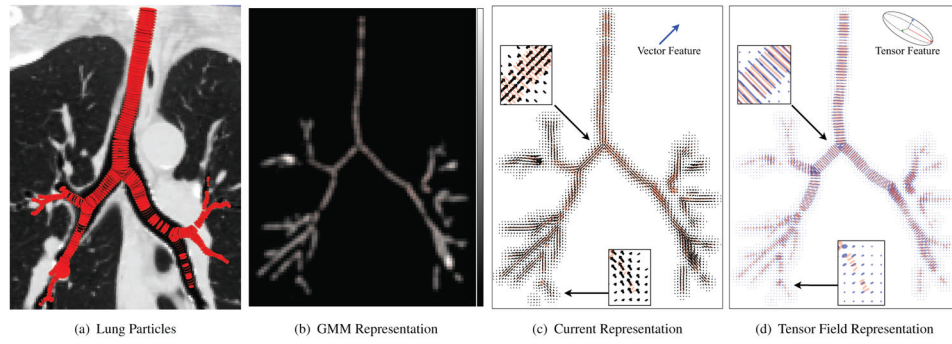 Vector Feature
Tensor Feature
(a) Lung Particles
(b) GMM Representation
(c) Current Representation
(d) Tensor Field Representation